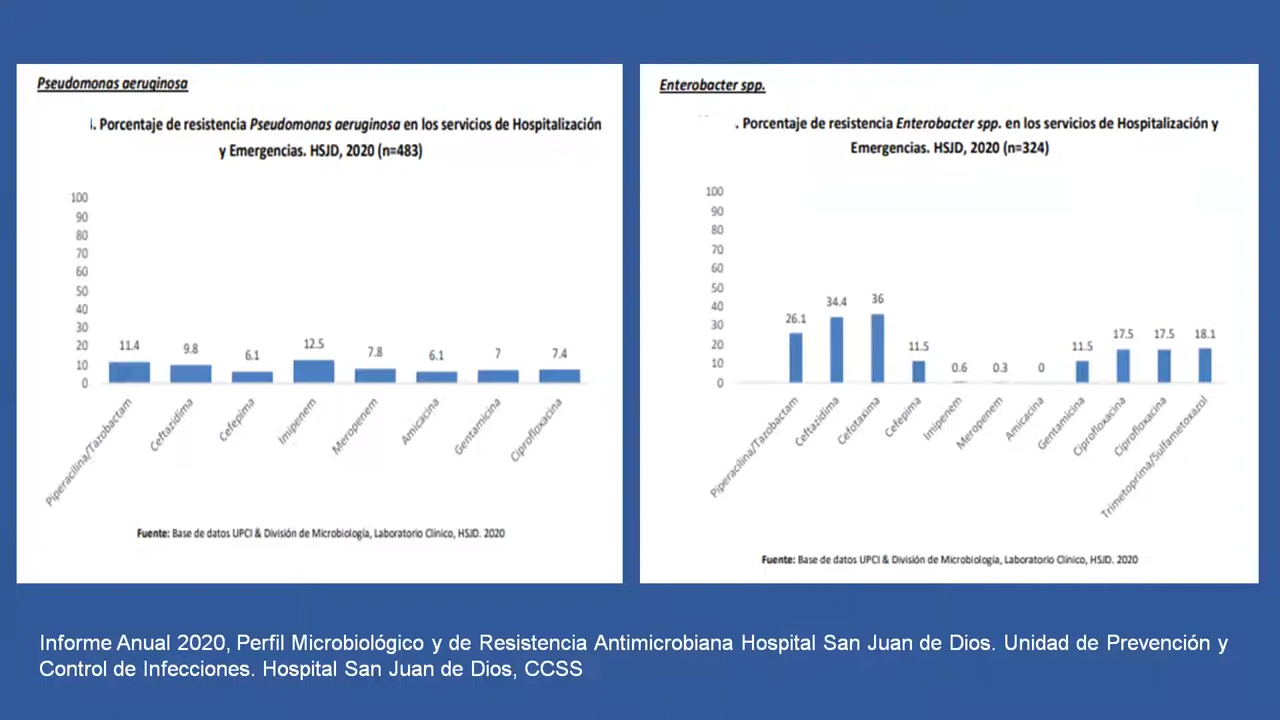 Pseudomonas aeruginosa
l. Porcentaje de resistencia Pseudomonas aeruginosa en los servicios de Hospitalización
y Emergencias. HSJD, 2020 (n=483)
100
90
80
70
60
50
40
30
20
10
0
11.4
9.8
6.1
12.5
7.8
6.1
7
7.4
Piperacilina/Tazobactam
Ceftazidima
Cefepima
Imipenem
Meropenem
Amicacina
Gentamicina
Ciprofloxacina
Fuente: Base de datos UPCI & División de Microbiología, Laboratorio Clínico, HSJD. 2020
Enterobacter spp.
. Porcentaje de resistencia Enterobacter spp. en los servicios de Hospitalización y
Emergencias. HSJD, 2020 (n=324)
100
90
80
70
60
50
40
30
20
10
0
26.1
34.4
36
11.5
0.6
0.3
0
11.5
17.5
17.5
18.1
Piperacilina/Tazobactam
Ceftazidima
Cefotaxima
Cefepima
Imipenem
Meropenem
Amicacina
Gentamicina
Ciprofloxacina
Ciprofloxacina
Trimetoprima/Sulfametoxazol
Fuente: Base de datos UPCI & División de Microbiología, Laboratorio Clínico, HSJD. 2020
Informe Anual 2020, Perfil Microbiológico y de Resistencia Antimicrobiana Hospital San Juan de Dios. Unidad de Prevención y
Control de Infecciones. Hospital San Juan de Dios, CCSS